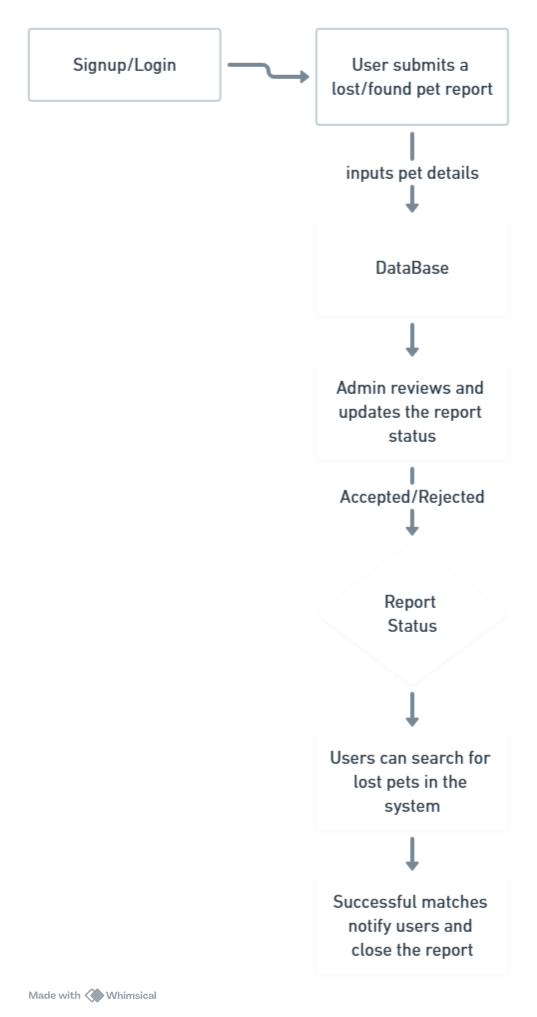 Signup/Login
User submits a
lost/found pet report
inputs pet details
DataBase
Admin reviews and
updates the report
status
Accepted/Rejected
Report
Status
Users can search for
lost pets in the
system
Successful matches
notify users and
close the report
Made with Whimsical